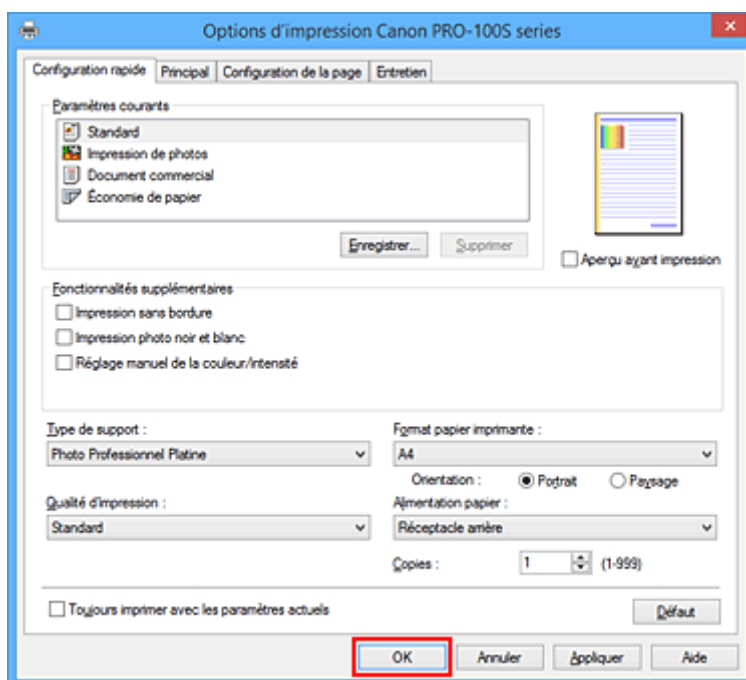 Options d'impression Canon PRO-100S series
Configuration rapide Principal Configuration de la page Entretien
Paramètres courants
Standard
Impression de photos
Document commercial
Économie de papier
Enregistrer... Supprimer
Aperçu avant impression
Fonctionnalités supplémentaires
Impression sans bordure
Impression photo noir et blanc
Réglage manuel de la couleur/intensité
Type de support :
Photo Professionnel Platine
Format papier imprimante :
A4
Orientation : Portrait Paysage
Qualité d'impression :
Standard
Alimentation papier :
Réceptacle arrière
Copies : 1 (1-999)
Toujours imprimer avec les paramètres actuels
Défaut
OK Annuler Appliquer Aide